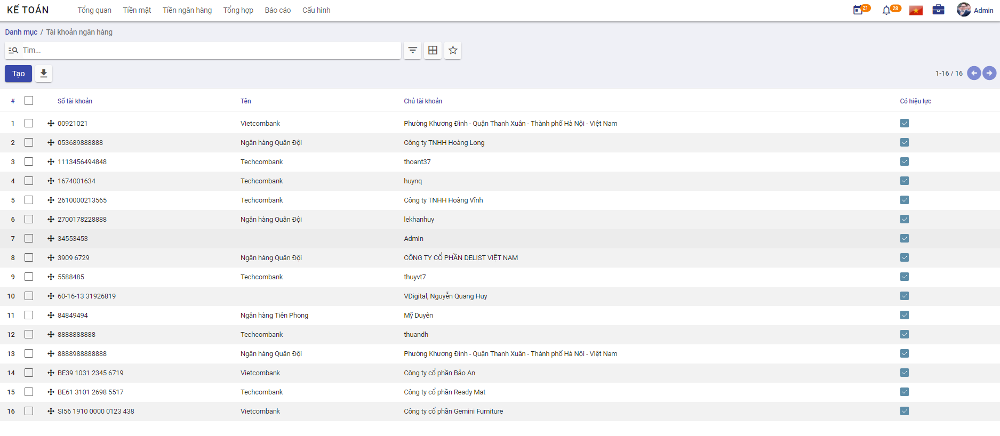 KẾ TOÁN Tổng quan Tiền mặt Tiền ngân hàng Tổng hợp Báo cáo Cấu hình 21 28 Admin
Danh mục / Tài khoản ngân hàng
Tìm...
Tạo 1-16 / 16
# Số tài khoản Tên Chủ tài khoản Có hiệu lực
1 00921021 Vietcombank Phường Khương Đình - Quận Thanh Xuân - Thành phố Hà Nội - Việt Nam
2 053689888888 Ngân hàng Quân Đội Công ty TNHH Hoàng Long
3 1113456494848 Techcombank thoant37
4 1674001634 Techcombank huynq
5 2610000213565 Techcombank Công ty TNHH Hoàng Vĩnh
6 2700178228888 Ngân hàng Quân Đội lekhanhuy
7 34553453 Admin
8 3909 6729 Ngân hàng Quân Đội CÔNG TY CỔ PHẦN DELIST VIỆT NAM
9 5588485 Techcombank thuyvt7
10 60-16-13 31926819 VDigital, Nguyễn Quang Huy
11 84849494 Ngân hàng Tiên Phong Mỹ Duyên
12 8888888888 Techcombank thuandh
13 8888988888888 Ngân hàng Quân Đội Phường Khương Đình - Quận Thanh Xuân - Thành phố Hà Nội - Việt Nam
14 BE39 1031 2345 6719 Vietcombank Công ty cổ phần Bảo An
15 BE61 3101 2698 5517 Techcombank Công ty cổ phần Ready Mat
16 SI56 1910 0000 0123 438 Vietcombank Công ty cổ phần Gemini Furniture